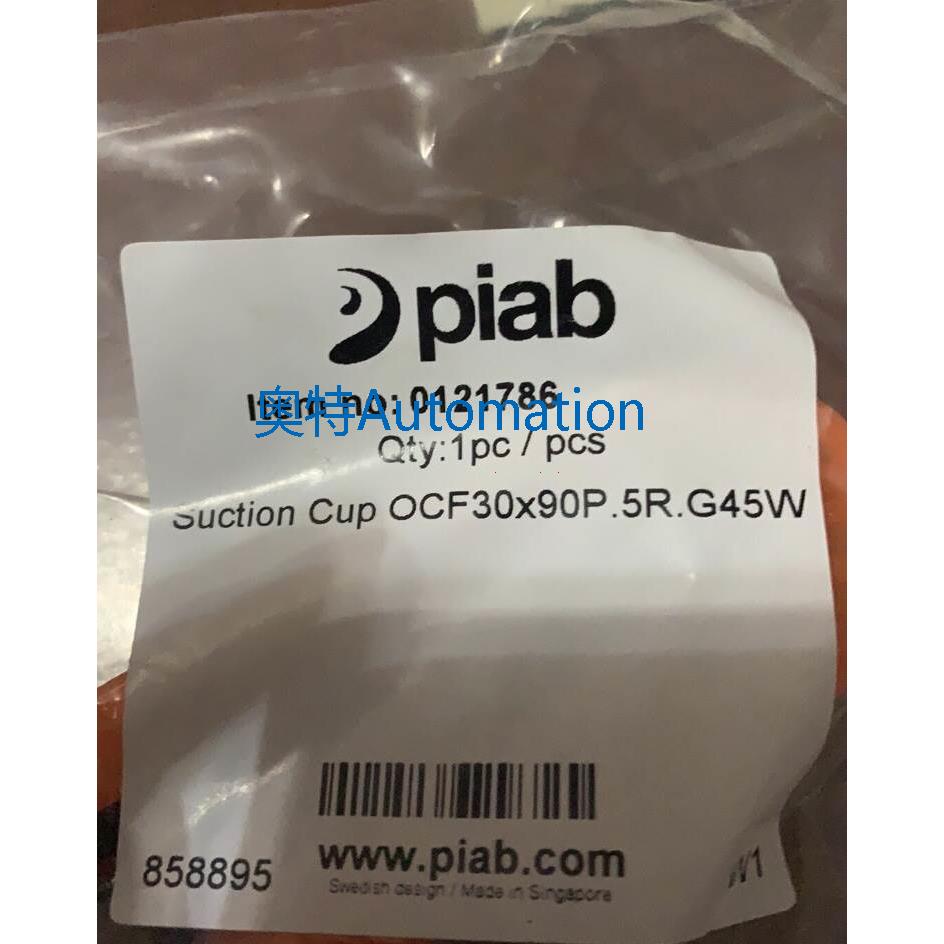 piab
Item no: 0121786
奥特Automation
Qty:1pc / pcs
Suction Cup OCF30x90P.5R.G45W
www.piab.com
858895
Swedish design / Made in Singapore